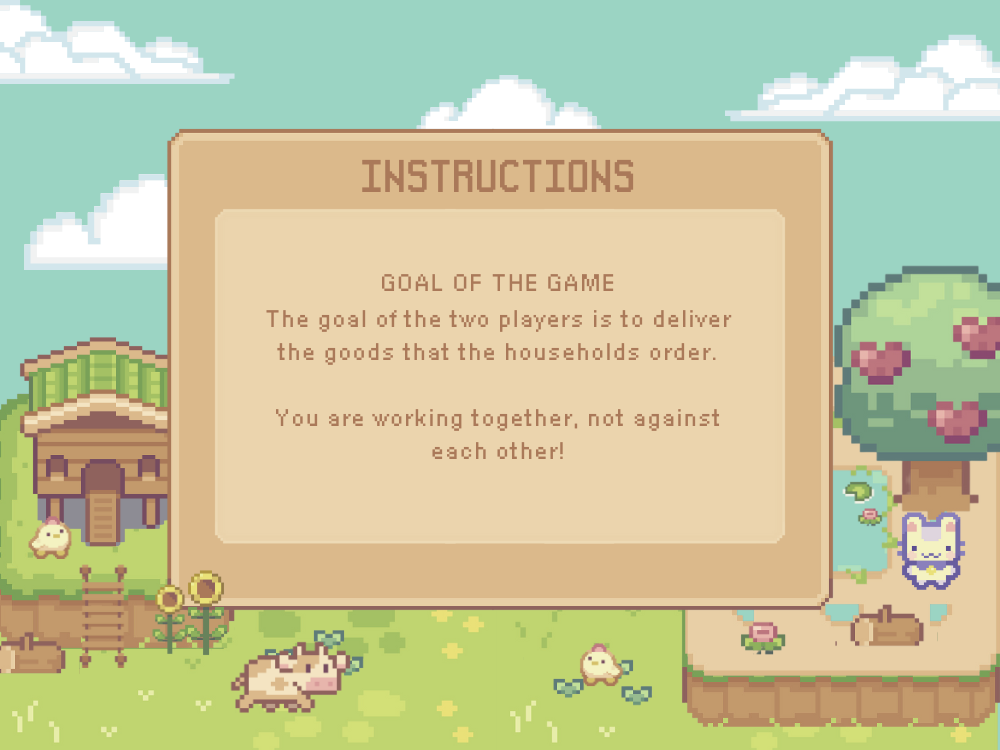 INSTRUCTIONS
GOAL OF THE GAME
The goal of the two players is to deliver
the goods that the households order.
You are working together, not against
each other!